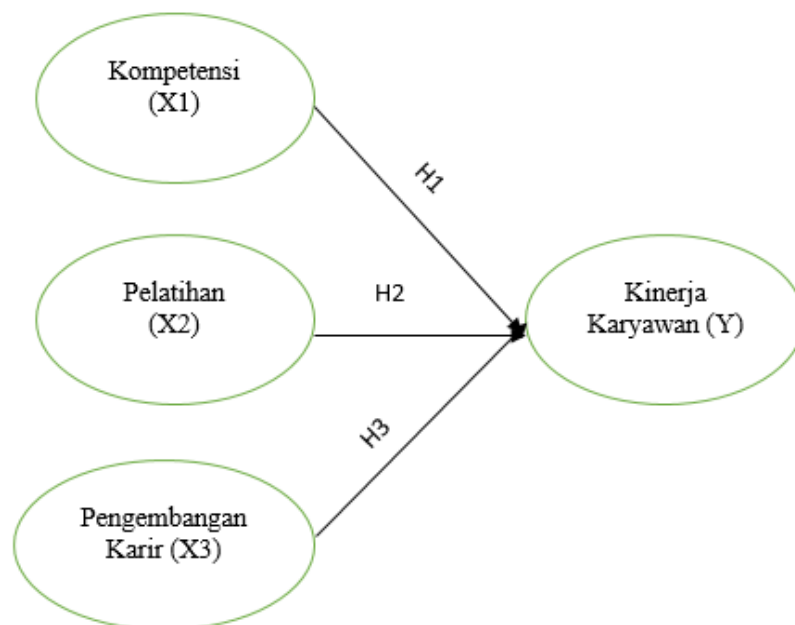 Kompetensi
(X1)
H1
Pelatihan
(X2)
H2
Kinerja
Karyawan (Y)
H3
Pengembangan
Karir (X3)